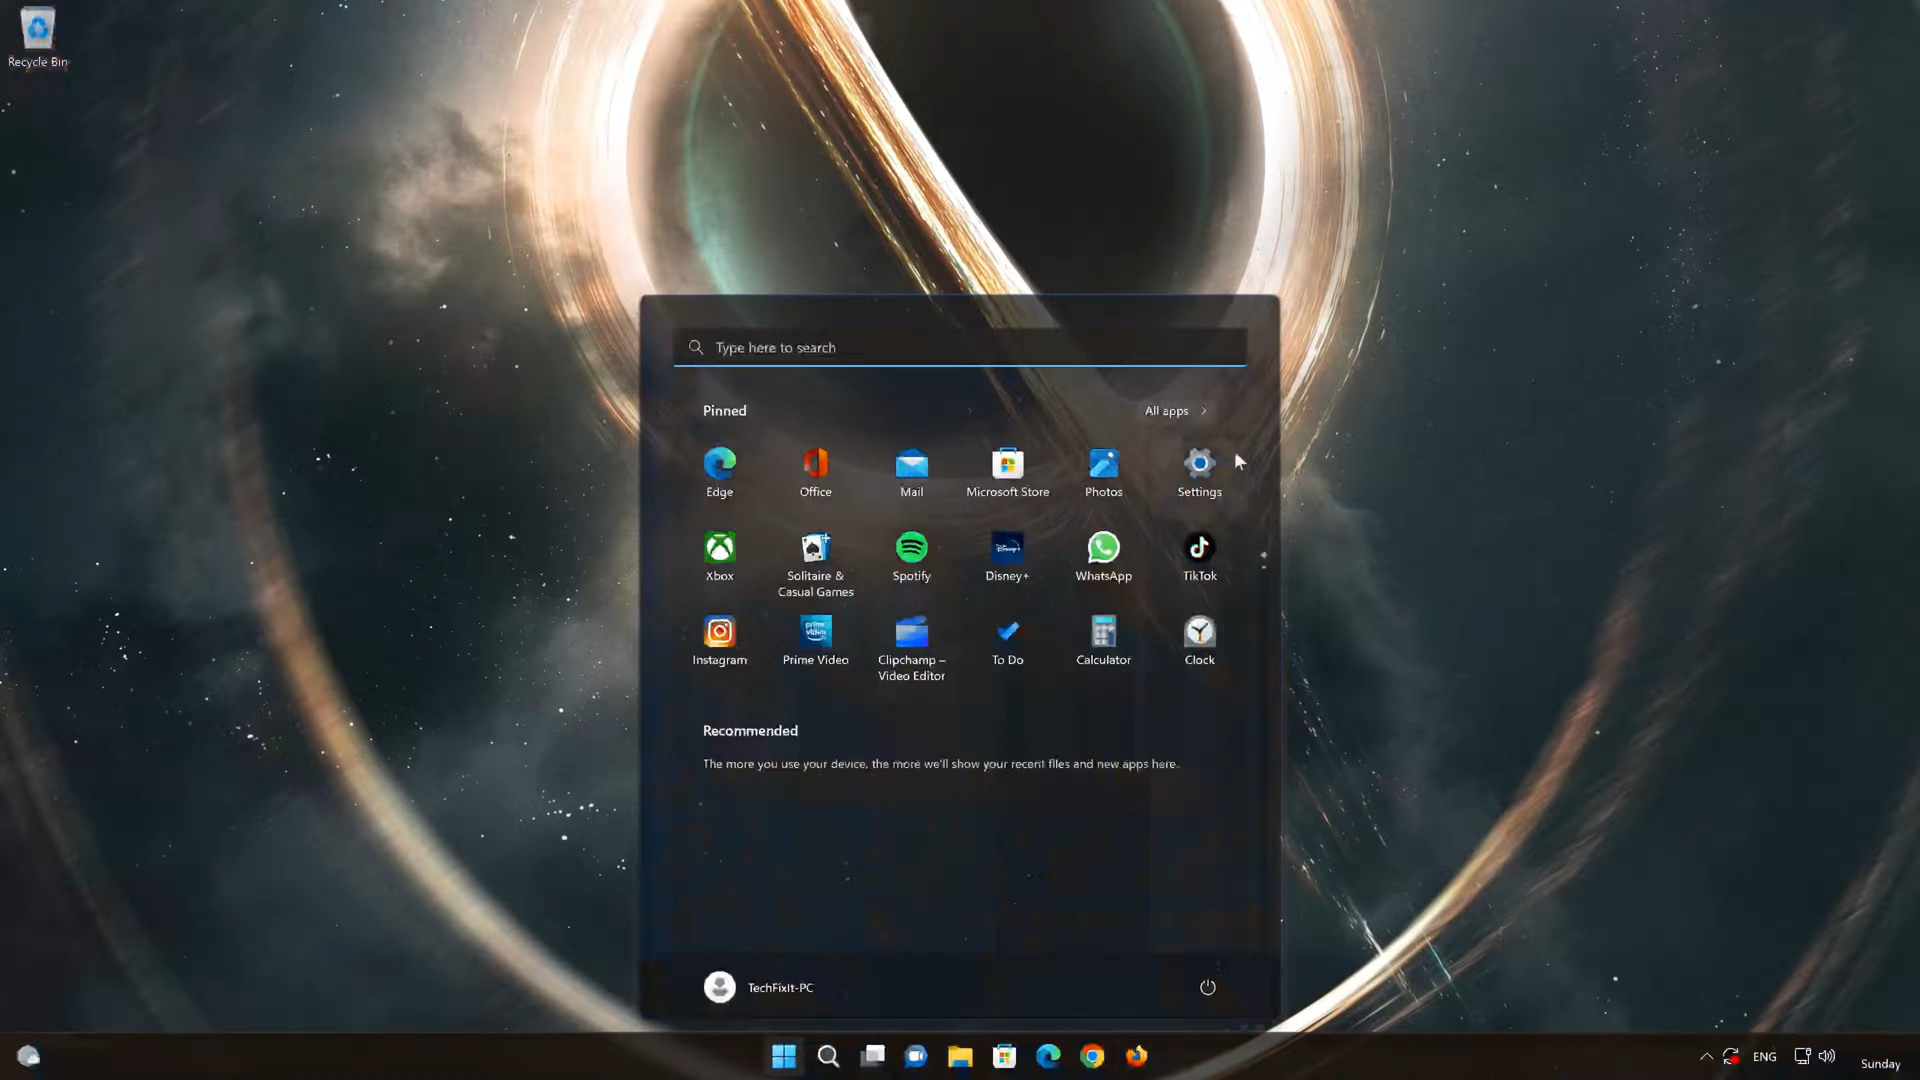 Recycle Bin
Type here to search
Pinned
All apps
Edge
Office
Mail
Microsoft Store
Photos
Settings
Xbox
Solitaire &
Casual Games
Spotify
Disney+
WhatsApp
TikTok
Instagram
prime video
Prime Video
Clipchamp –
Video Editor
To Do
Calculator
Clock
Recommended
The more you use your device, the more we'll show your recent files and new apps here.
TechFixIt-PC
ENG
Sunday